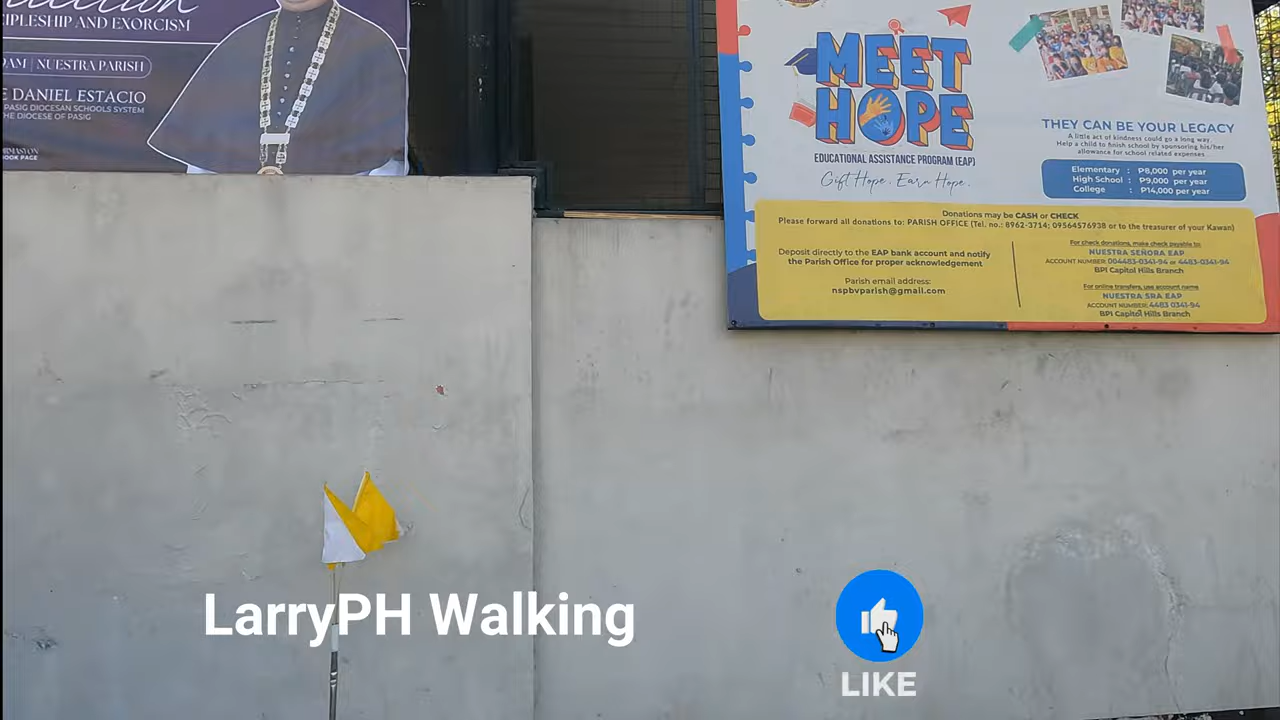 CIPLESHIP AND EXORCISM
DAM | NUESTRA PARISH
E DANIEL ESTACIO
PASIG DIOCESAN SCHOOLS SYSTEM
HE DIOCESE OF PASIG
ORMASYON
OOK PAGE
MEET
HOPE
EDUCATIONAL ASSISTANCE PROGRAM (EAP)
Gift Hope. Earn Hope.
THEY CAN BE YOUR LEGACY
A little act of kindness could go a long way
Help a child to finish school by sponsoring his/her
allowance for school related expenses
Elementary : ₱8,000 per year
High School : ₱9,000 per year
College : ₱14,000 per year
Donations may be CASH or CHECK
Please forward all donations to: PARISH OFFICE (Tel. no.: 8962-3714; 09564576938 or to the treasurer of your Kawan)
Deposit directly to the EAP bank account and notify
the Parish Office for proper acknowledgement
Parish email address:
nspbvparish@gmail.com
For check donations, make check payable to:
NUESTRA SEÑORA EAP
ACCOUNT NUMBER 004483-0341-94 or 4483-0341-94
BPI Capitol Hills Branch
For online transfers, use account name
NUESTRA SRA EAP
ACCOUNT NUMBER: 4483 0341-94
BPI Capitol Hills Branch
LarryPH Walking
LIKE